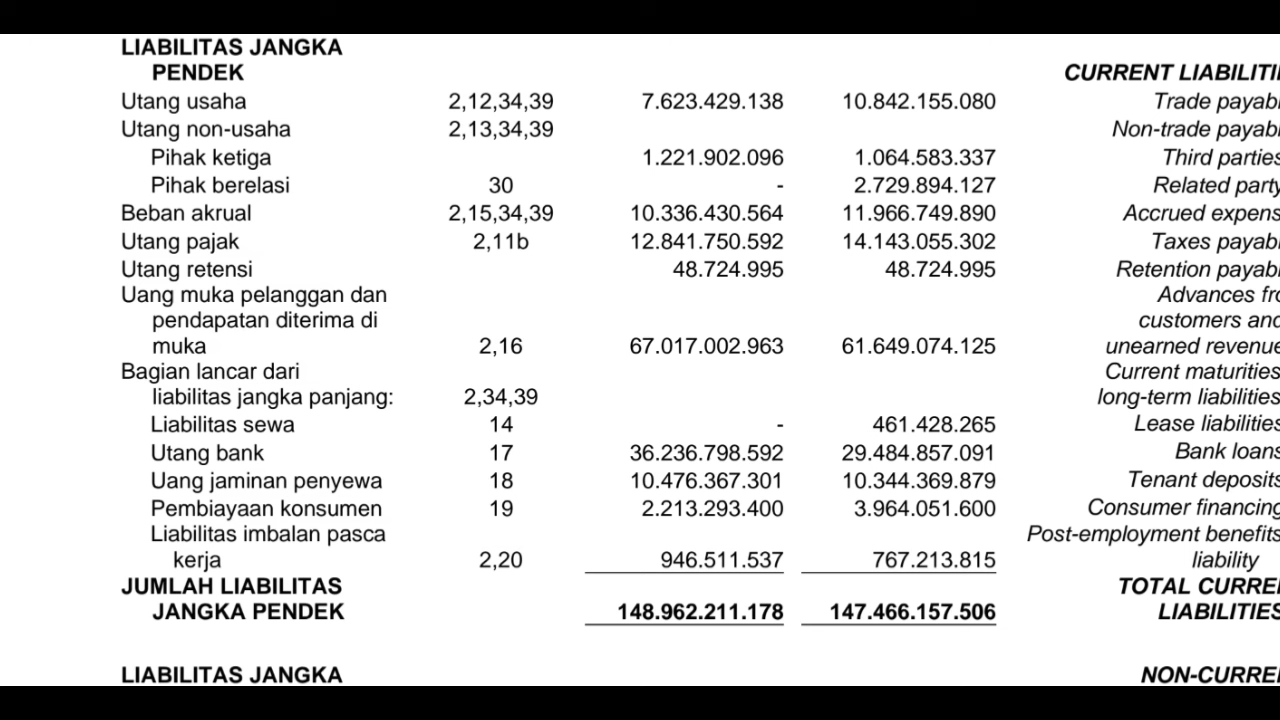 LIABILITAS JANGKA
PENDEK CURRENT LIABILITI
Utang usaha 2,12,34,39 7.623.429.138 10.842.155.080 Trade payabl
Utang non-usaha 2,13,34,39 Non-trade payabl
Pihak ketiga 1.221.902.096 1.064.583.337 Third parties
Pihak berelasi 30 - 2.729.894.127 Related party
Beban akrual 2,15,34,39 10.336.430.564 11.966.749.890 Accrued expens
Utang pajak 2,11b 12.841.750.592 14.143.055.302 Taxes payabl
Utang retensi 48.724.995 48.724.995 Retention payabl
Uang muka pelanggan dan Advances fro
pendapatan diterima di customers and
muka 2,16 67.017.002.963 61.649.074.125 unearned revenue
Bagian lancar dari Current maturities
liabilitas jangka panjang: 2,34,39 long-term liabilities
Liabilitas sewa 14 - 461.428.265 Lease liabilities
Utang bank 17 36.236.798.592 29.484.857.091 Bank loans
Uang jaminan penyewa 18 10.476.367.301 10.344.369.879 Tenant deposits
Pembiayaan konsumen 19 2.213.293.400 3.964.051.600 Consumer financing
Liabilitas imbalan pasca Post-employment benefits
kerja 2,20 946.511.537 767.213.815 liability
JUMLAH LIABILITAS TOTAL CURRE
JANGKA PENDEK 148.962.211.178 147.466.157.506 LIABILITIES
LIABILITAS JANGKA NON-CURRE